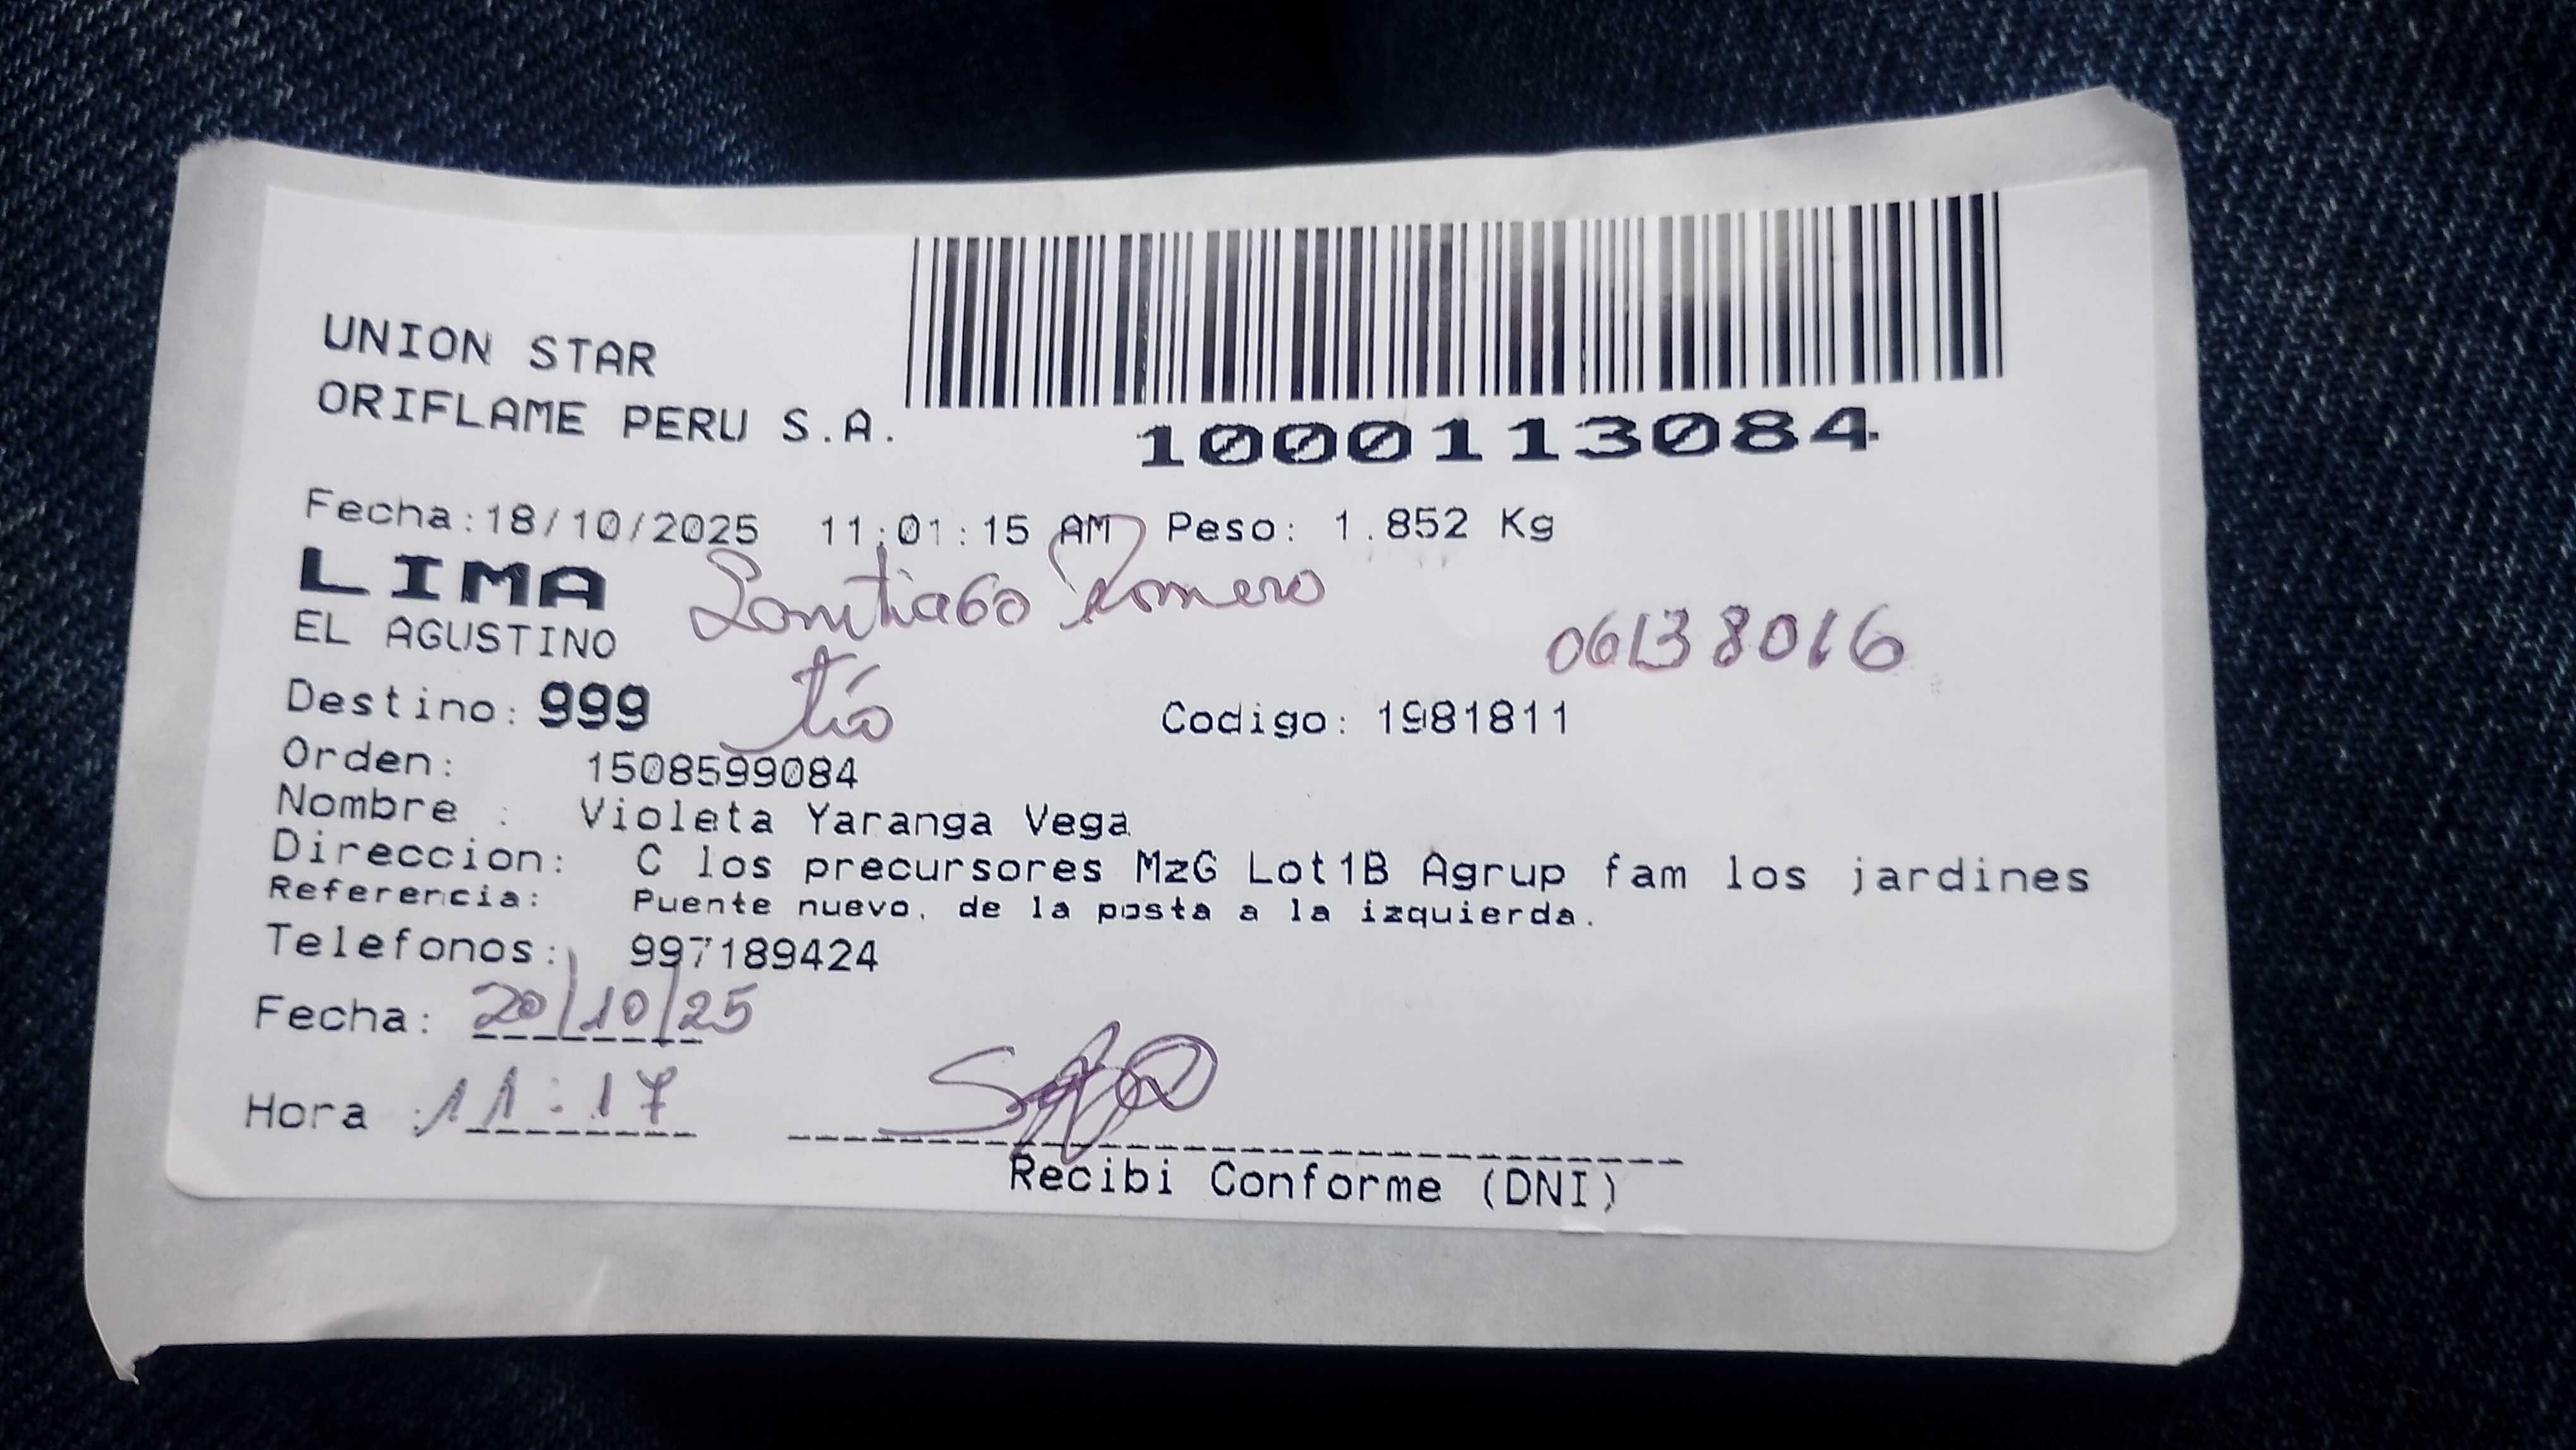 UNION STAR
ORIFLAME PERU S.A.
1000113084
Fecha:18/10/2025 11:01:15 AM Peso: 1.852 Kg
LIMA
Santiago Romero
EL AGUSTINO
06138016
Destino: 999
tío
Codigo: 1981811
Orden: 1508599084
Nombre : Violeta Yaranga Vega
Direccion: C los precursores MzG Lot1B Agrup fam los jardines
Referencia: Puente nuevo, de la posta a la izquierda.
Telefonos: 997189424
Fecha: 20/10/25
Hora : 11:17
Recibi Conforme (DNI)